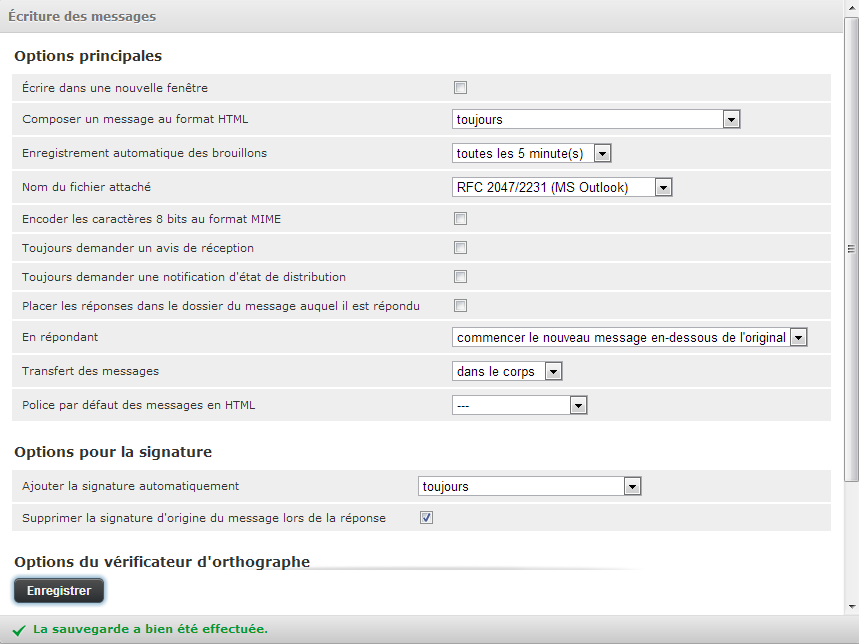 Écriture des messages
Options principales
Écrire dans une nouvelle fenêtre
Composer un message au format HTML toujours
Enregistrement automatique des brouillons toutes les 5 minute(s)
Nom du fichier attaché RFC 2047/2231 (MS Outlook)
Encoder les caractères 8 bits au format MIME
Toujours demander un avis de réception
Toujours demander une notification d'état de distribution
Placer les réponses dans le dossier du message auquel il est répondu
En répondant commencer le nouveau message en-dessous de l'original
Transfert des messages dans le corps
Police par défaut des messages en HTML ---
Options pour la signature
Ajouter la signature automatiquement toujours
Supprimer la signature d'origine du message lors de la réponse
Options du vérificateur d'orthographe
Enregistrer
La sauvegarde a bien été effectuée.